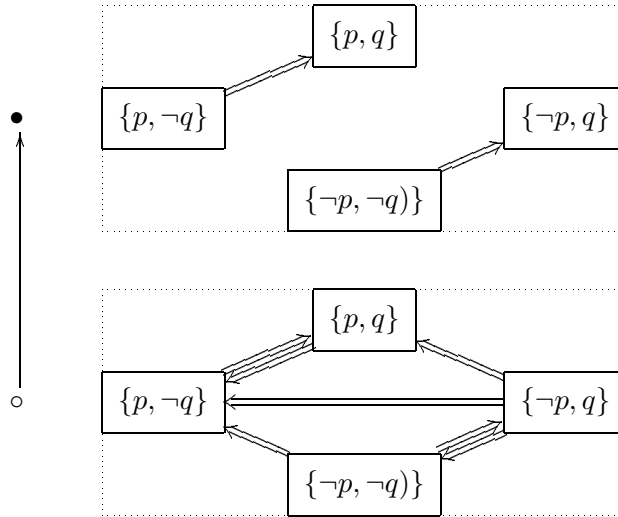 {p, q}
{p, ¬q} {¬p, q}
{¬p, ¬q)}
{p, q}
{p, ¬q} {¬p, q}
{¬p, ¬q)}